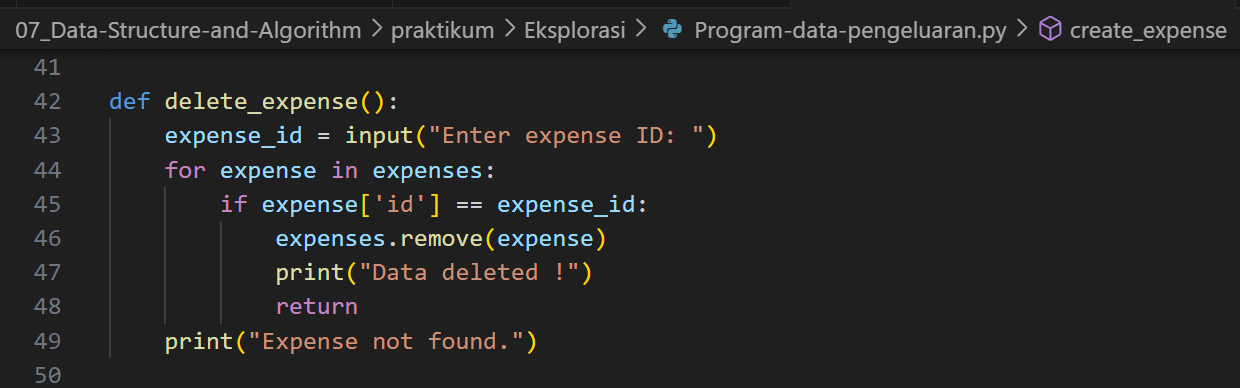 07_Data-Structure-and-Algorithm > praktikum > Eksplorasi > Program-data-pengeluaran.py > create_expense
41
42 def delete_expense():
43     expense_id = input("Enter expense ID: ")
44     for expense in expenses:
45         if expense['id'] == expense_id:
46             expenses.remove(expense)
47             print("Data deleted !")
48             return
49     print("Expense not found.")
50